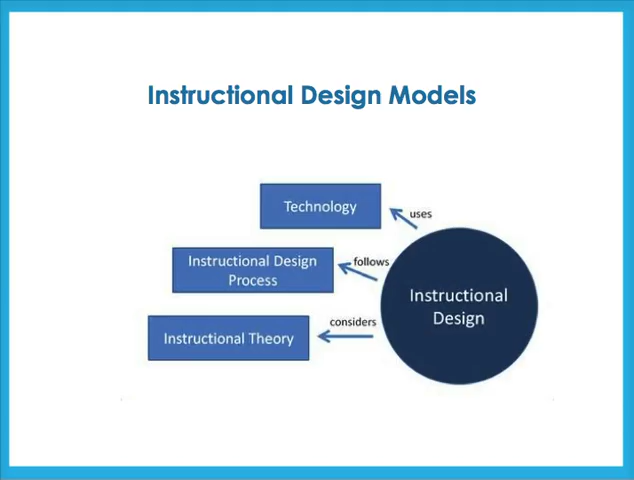 Instructional Design Models
Technology
uses
Instructional Design
Process
follows
Instructional
Design
considers
Instructional Theory